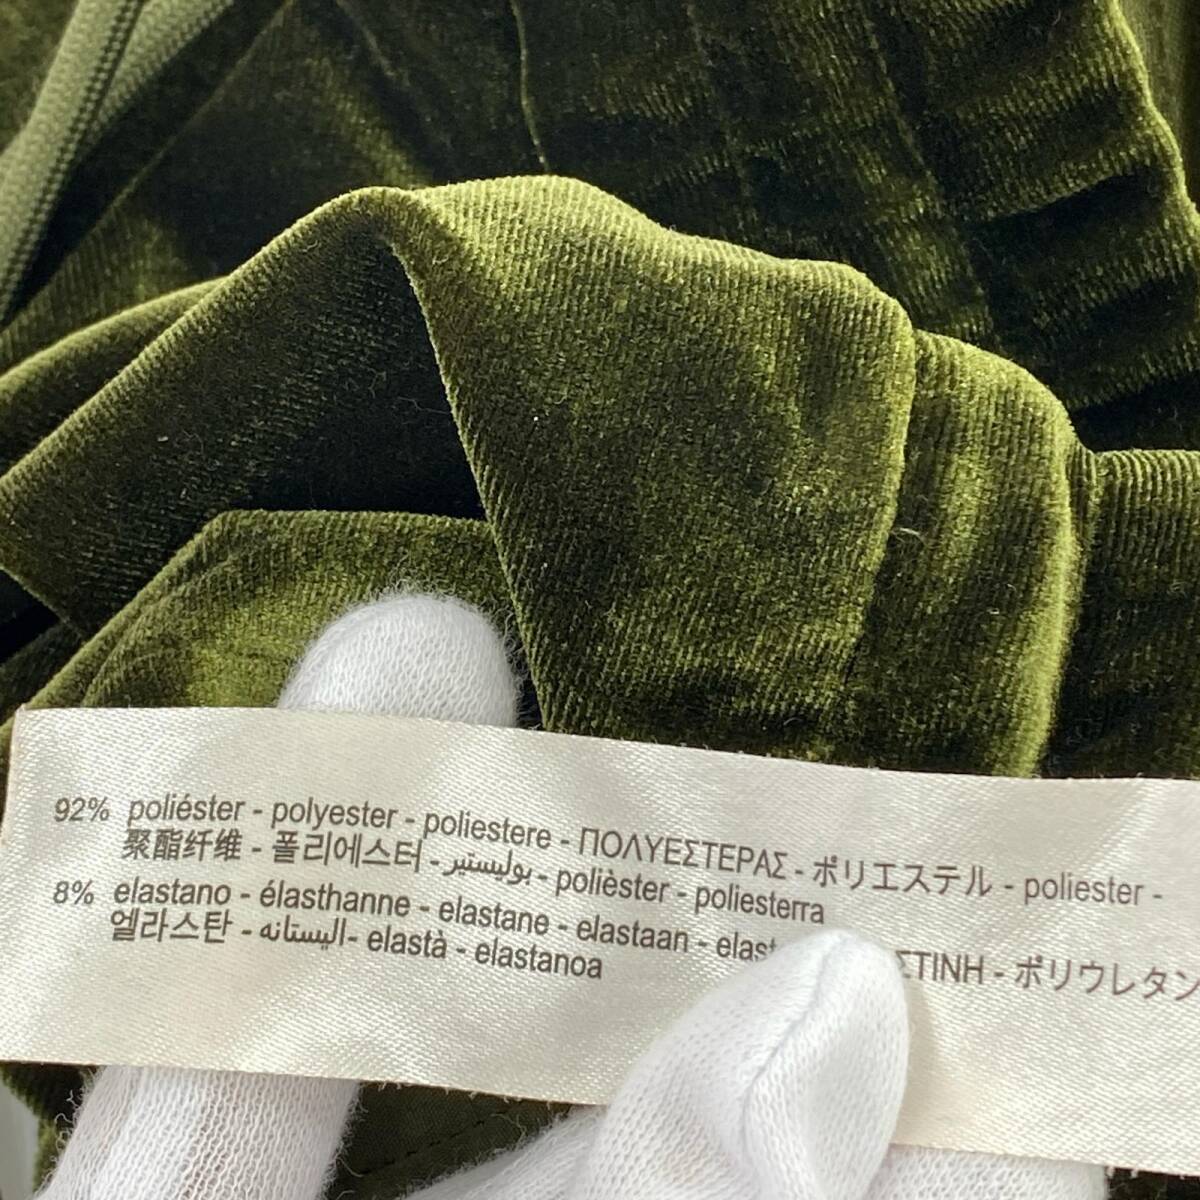 92% poliéster - polyester - poliestere - ΠΟΛΥΕΣΤΕΡΑΣ - ポリエステル - poliester -
聚酯纤维 - 폴리에스터 - بوليستير - polièster - poliesterra
8% elastano - élasthanne - elastane - elastaan - - ポリウレタン
엘라스탄 - اليستانه - elastà - elastanoa